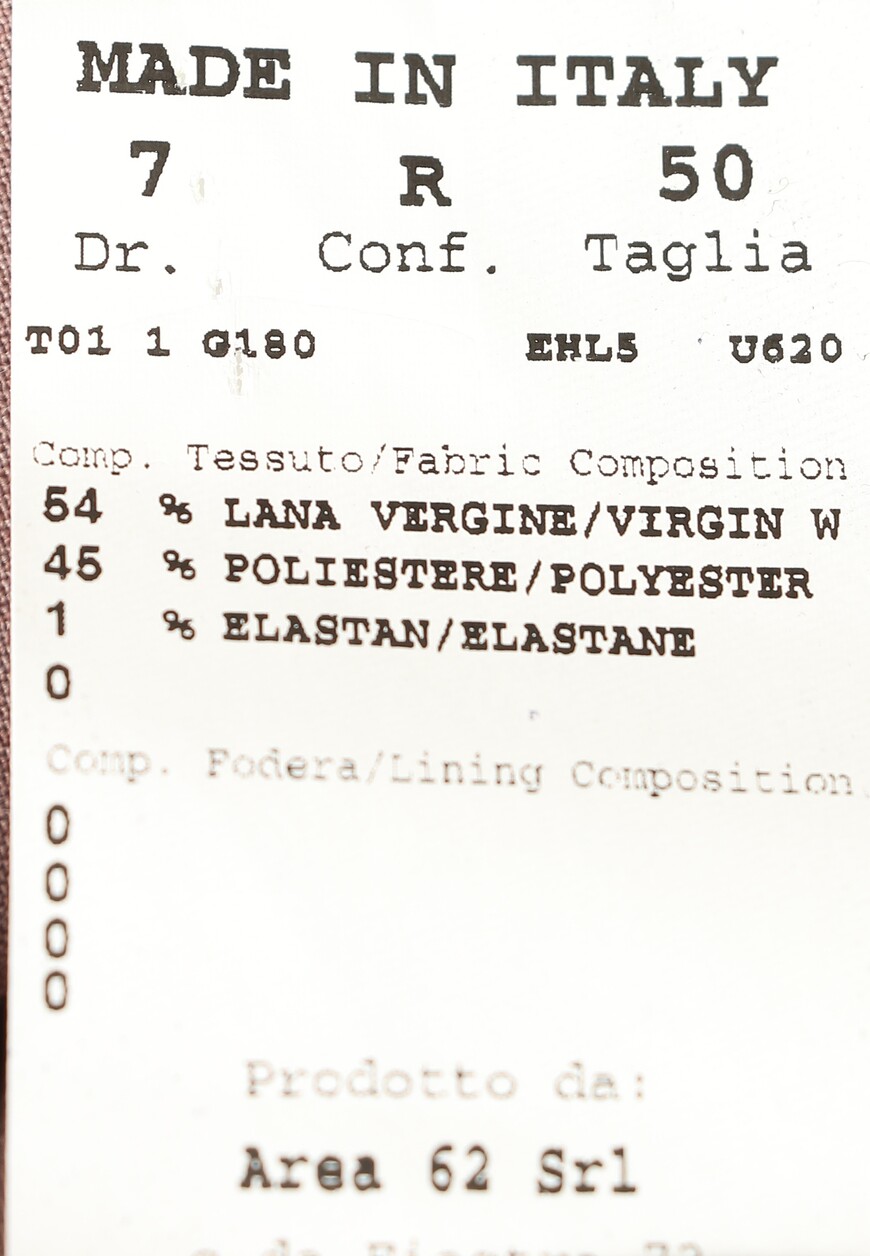 MADE IN ITALY
7 R 50
Dr. Conf. Taglia
T01 1 G180 EHL5 U620
Comp. Tessuto/Fabric Composition
54 % LANA VERGINE/VIRGIN W
45 % POLIESTERE/POLYESTER
1 % ELASTAN/ELASTANE
0
Comp. Fodera/Lining Composition
0
0
0
0
Prodotto da:
Area 62 Srl